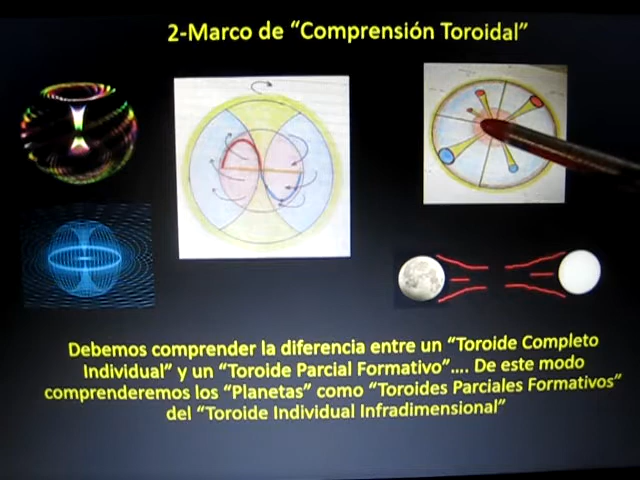 2-Marco de “Comprensión Toroidal”
Debemos comprender la diferencia entre un “Toroide Completo
Individual” y un “Toroide Parcial Formativo”.... De este modo
comprenderemos los “Planetas” como “Toroides Parciales Formativos”
del “Toroide Individual Infradimensional”